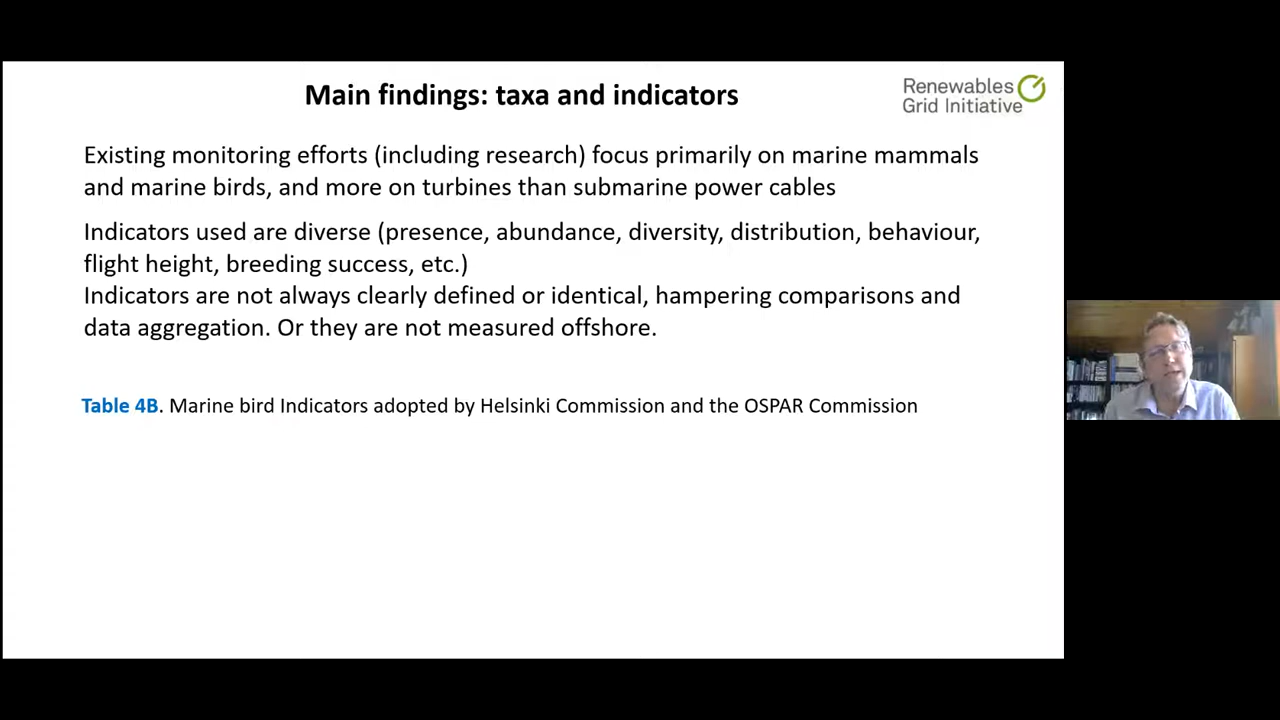 Main findings: taxa and indicators
Renewables
Grid Initiative
Existing monitoring efforts (including research) focus primarily on marine mammals
and marine birds, and more on turbines than submarine power cables
Indicators used are diverse (presence, abundance, diversity, distribution, behaviour,
flight height, breeding success, etc.)
Indicators are not always clearly defined or identical, hampering comparisons and
data aggregation. Or they are not measured offshore.
Table 4B. Marine bird Indicators adopted by Helsinki Commission and the OSPAR Commission